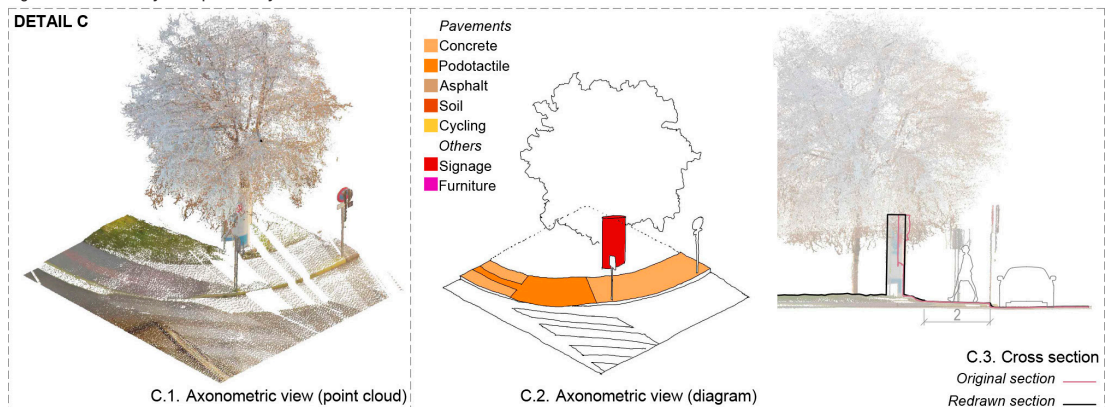 DETAIL C
Pavements
Concrete
Podotactile
Asphalt
Soil
Cycling
Others
Signage
Furniture
2
C.1. Axonometric view (point cloud)
C.2. Axonometric view (diagram)
C.3. Cross section
Original section
Redrawn section